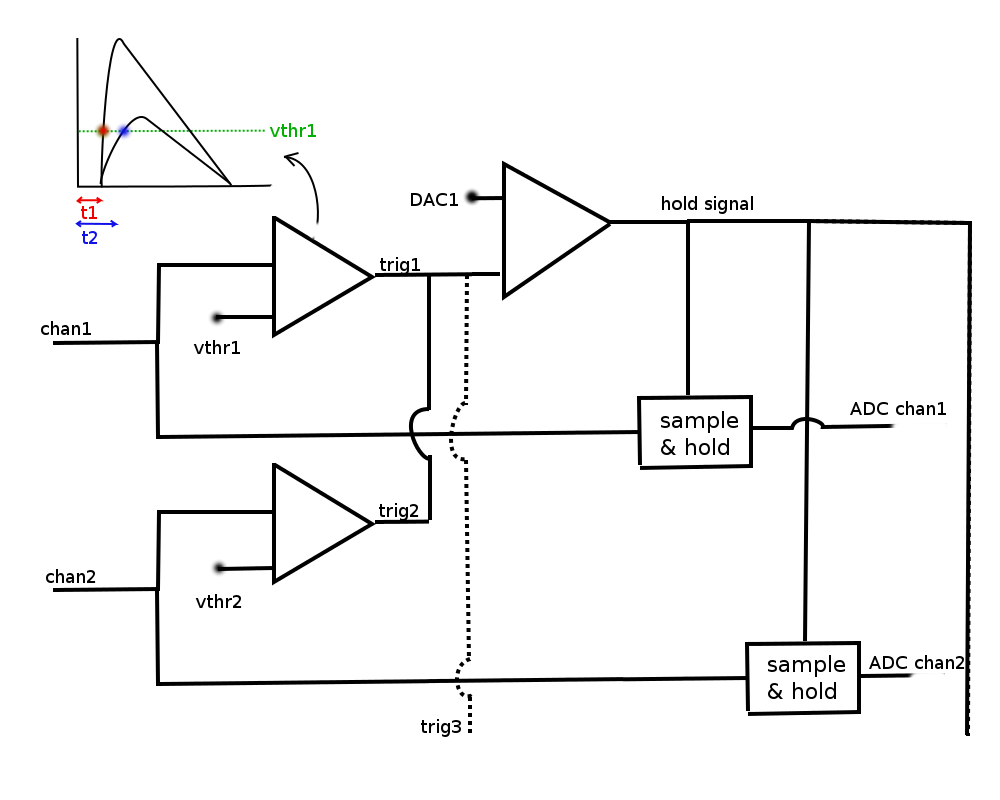 vthr1
t1
t2
DAC1
hold signal
trig1
chan1
vthr1
ADC chan1
sample
& hold
trig2
chan2
vthr2
sample
& hold
ADC chan2
trig3